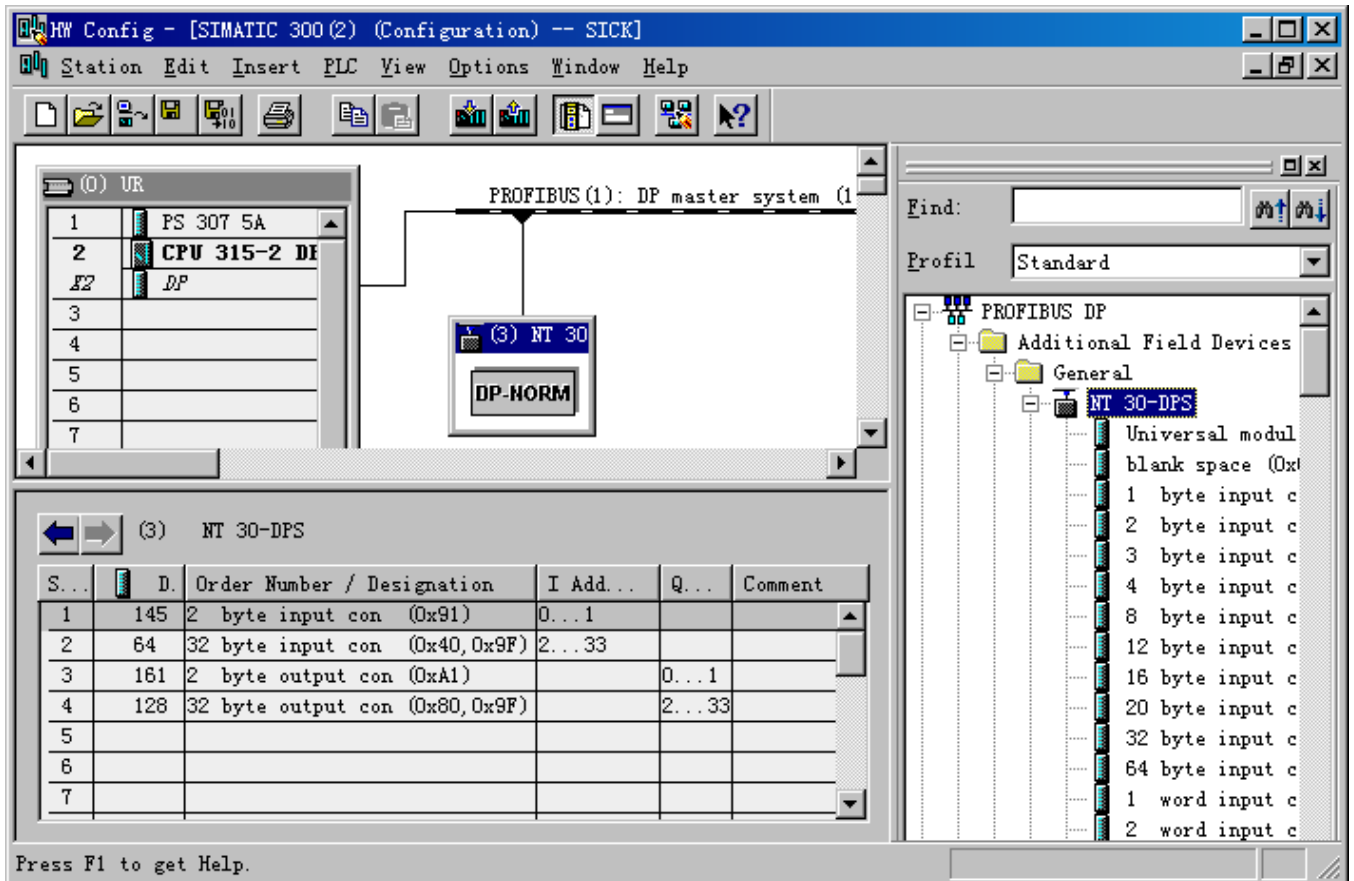 HW Config - [SIMATIC 300(2) (Configuration) -- SICK]
Station Edit Insert PLC View Options Window Help
(0) UR
1 PS 307 5A
2 CPU 315-2 DP
X2 DP
3
4
5
6
7
PROFIBUS(1): DP master system (1
(3) NT 30
DP-NORM
Find:
Profil Standard
PROFIBUS DP
Additional Field Devices
General
NT 30-DPS
Universal modul
blank space (0x
1 byte input c
2 byte input c
3 byte input c
4 byte input c
8 byte input c
12 byte input c
16 byte input c
20 byte input c
32 byte input c
64 byte input c
1 word input c
2 word input c
(3) NT 30-DPS
S... D. Order Number / Designation I Add... Q... Comment
1 145 2 byte input con (0x91) 0...1
2 64 32 byte input con (0x40,0x9F) 2...33
3 161 2 byte output con (0xA1) 0...1
4 128 32 byte output con (0x80,0x9F) 2...33
5
6
7
Press F1 to get Help.